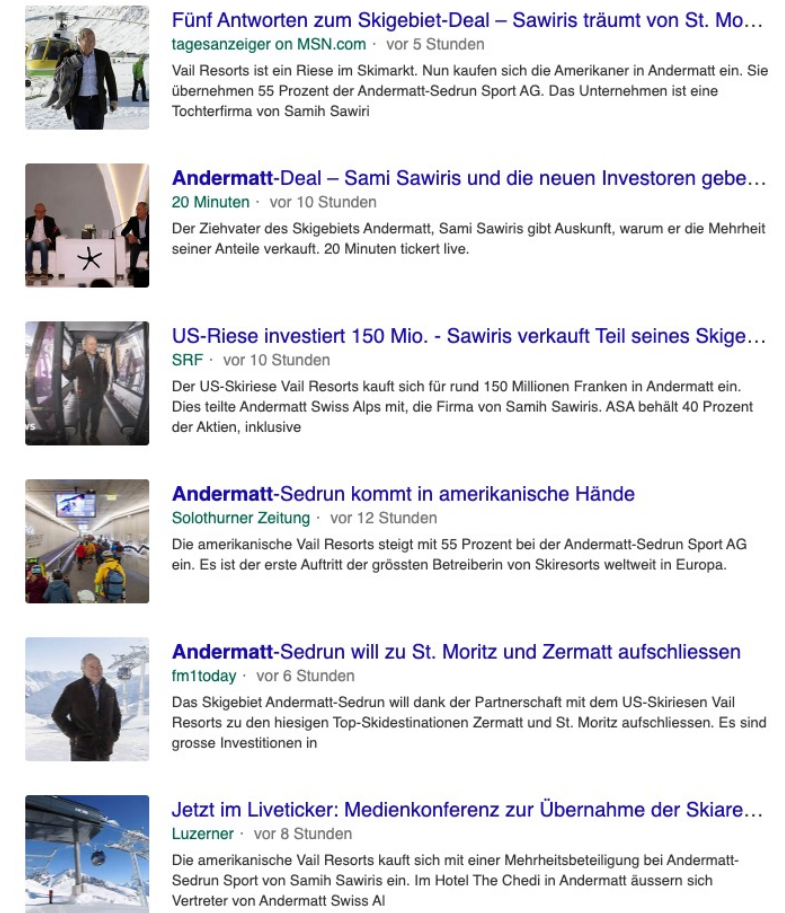 Fünf Antworten zum Skigebiet-Deal – Sawiris träumt von St. Mo...
tagesanzeiger on MSN.com · vor 5 Stunden
Vail Resorts ist ein Riese im Skimarkt. Nun kaufen sich die Amerikaner in Andermatt ein. Sie
übernehmen 55 Prozent der Andermatt-Sedrun Sport AG. Das Unternehmen ist eine
Tochterfirma von Samih Sawiri
Andermatt-Deal – Sami Sawiris und die neuen Investoren gebe...
20 Minuten · vor 10 Stunden
Der Ziehvater des Skigebiets Andermatt, Sami Sawiris gibt Auskunft, warum er die Mehrheit
seiner Anteile verkauft. 20 Minuten tickert live.
US-Riese investiert 150 Mio. - Sawiris verkauft Teil seines Skige...
SRF · vor 10 Stunden
Der US-Skiriese Vail Resorts kauft sich für rund 150 Millionen Franken in Andermatt ein.
Dies teilte Andermatt Swiss Alps mit, die Firma von Samih Sawiris. ASA behält 40 Prozent
der Aktien, inklusive
Andermatt-Sedrun kommt in amerikanische Hände
Solothurner Zeitung · vor 12 Stunden
Die amerikanische Vail Resorts steigt mit 55 Prozent bei der Andermatt-Sedrun Sport AG
ein. Es ist der erste Auftritt der grössten Betreiberin von Skiresorts weltweit in Europa.
Andermatt-Sedrun will zu St. Moritz und Zermatt aufschliessen
fm1today · vor 6 Stunden
Das Skigebiet Andermatt-Sedrun will dank der Partnerschaft mit dem US-Skiriesen Vail
Resorts zu den hiesigen Top-Skidestinationen Zermatt und St. Moritz aufschliessen. Es sind
grosse Investitionen in
Jetzt im Liveticker: Medienkonferenz zur Übernahme der Skiare...
Luzerner · vor 8 Stunden
Die amerikanische Vail Resorts kauft sich mit einer Mehrheitsbeteiligung bei Andermatt-
Sedrun Sport von Samih Sawiris ein. Im Hotel The Chedi in Andermatt äussern sich
Vertreter von Andermatt Swiss Al